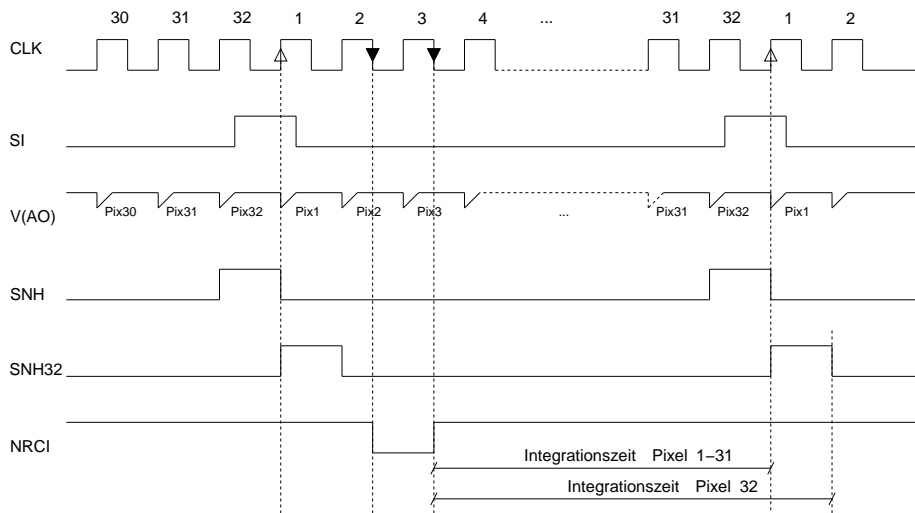 30 31 32 1 2 3 4 ... 31 32 1 2
CLK
SI
V(AO)
Pix30 Pix31 Pix32 Pix1 Pix2 Pix3 ... Pix31 Pix32 Pix1
SNH
SNH32
NRCI
Integrationszeit Pixel 1–31
Integrationszeit Pixel 32